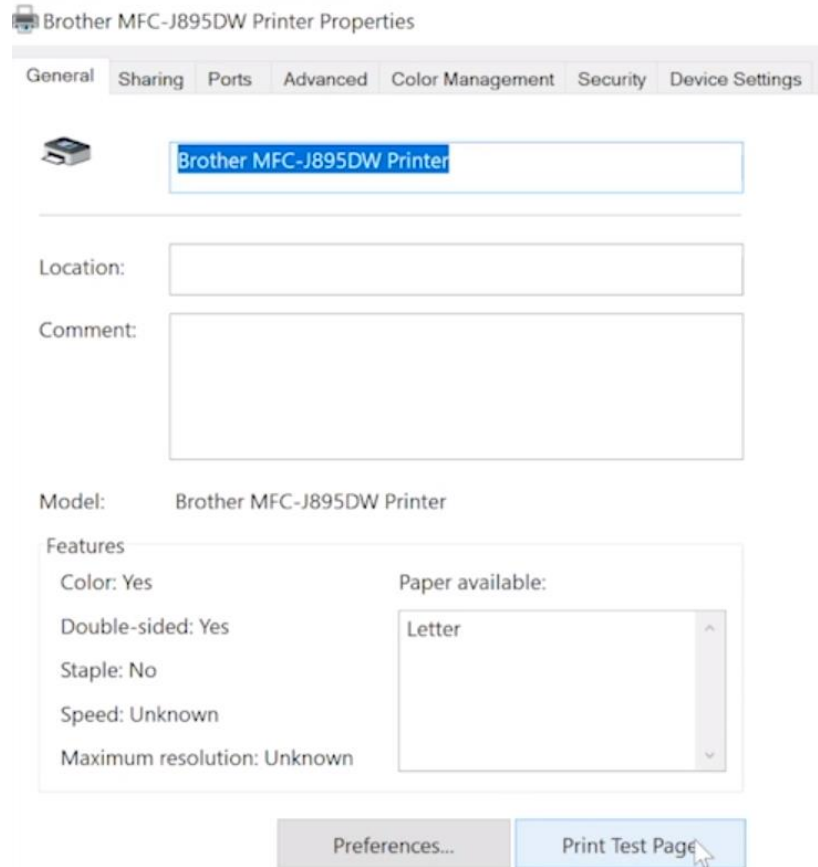 Brother MFC-J895DW Printer Properties
General Sharing Ports Advanced Color Management Security Device Settings
Brother MFC-J895DW Printer
Location:
Comment:
Model: Brother MFC-J895DW Printer
Features
Color: Yes
Double-sided: Yes
Staple: No
Speed: Unknown
Maximum resolution: Unknown
Paper available:
Letter
Preferences... Print Test Page